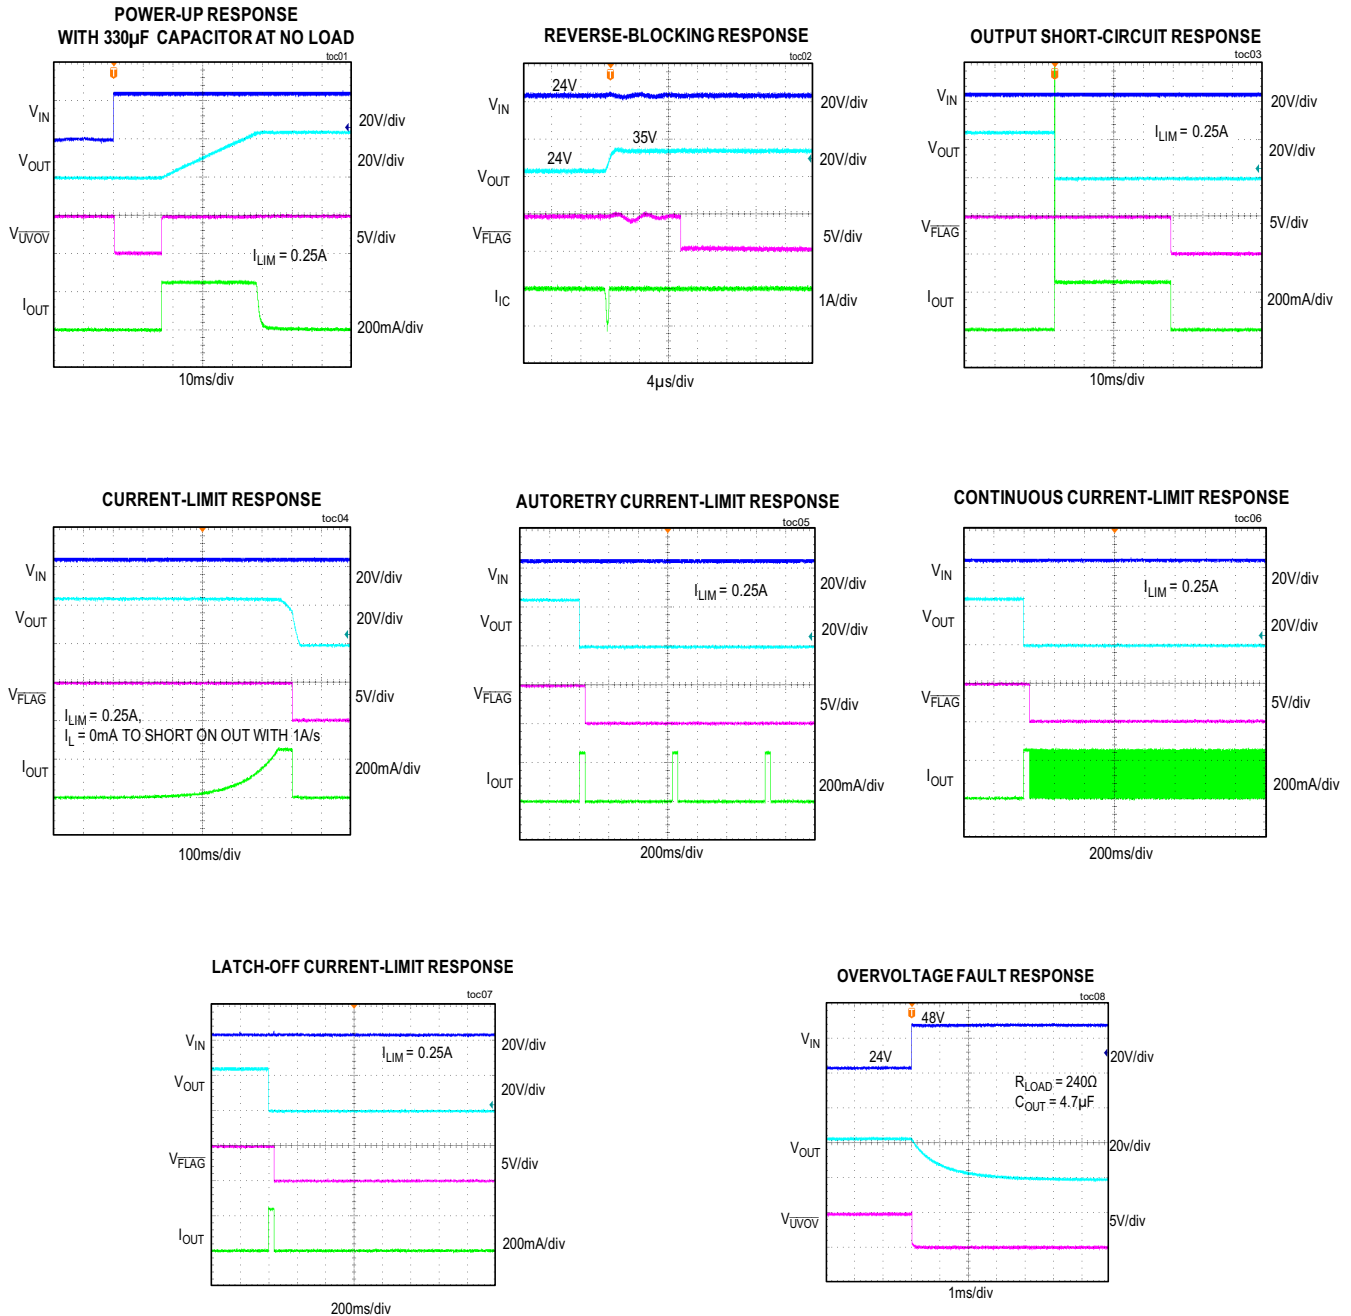 POWER-UP RESPONSE
WITH 330µF CAPACITOR AT NO LOAD
toc01
VIN
20V/div
VOUT
20V/div
VUVOV
5V/div
ILIM = 0.25A
IOUT
200mA/div
10ms/div
REVERSE-BLOCKING RESPONSE
toc02
24V
VIN
20V/div
35V
24V
20V/div
VOUT
VFLAG
5V/div
IIC
1A/div
4µs/div
OUTPUT SHORT-CIRCUIT RESPONSE
toc03
VIN
20V/div
ILIM = 0.25A
VOUT
20V/div
VFLAG
5V/div
IOUT
200mA/div
10ms/div
CURRENT-LIMIT RESPONSE
toc04
VIN
20V/div
VOUT
20V/div
VFLAG
5V/div
ILIM = 0.25A,
IL = 0mA TO SHORT ON OUT WITH 1A/s
IOUT
200mA/div
100ms/div
AUTORETRY CURRENT-LIMIT RESPONSE
toc05
VIN
20V/div
ILIM = 0.25A
VOUT
20V/div
VFLAG
5V/div
IOUT
200mA/div
200ms/div
CONTINUOUS CURRENT-LIMIT RESPONSE
toc06
VIN
20V/div
ILIM = 0.25A
VOUT
20V/div
VFLAG
5V/div
IOUT
200mA/div
200ms/div
LATCH-OFF CURRENT-LIMIT RESPONSE
toc07
VIN
20V/div
ILIM = 0.25A
VOUT
20V/div
VFLAG
5V/div
IOUT
200mA/div
200ms/div
OVERVOLTAGE FAULT RESPONSE
toc08
48V
VIN
24V
20V/div
RLOAD = 240Ω
COUT = 4.7µF
VOUT
20v/div
VUVOV
5V/div
1ms/div